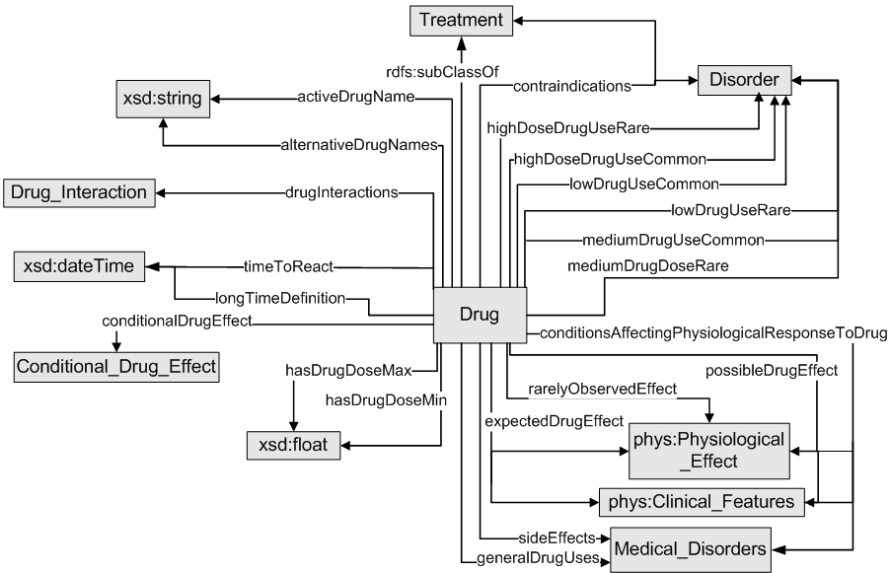 Treatment
rdfs:subClassOf
contraindications
Disorder
xsd:string
activeDrugName
highDoseDrugUseRare
alternativeDrugNames
highDoseDrugUseCommon
Drug_Interaction
drugInteractions
lowDrugUseCommon
lowDrugUseRare
mediumDrugUseCommon
xsd:dateTime
timeToReact
mediumDrugDoseRare
longTimeDefinition
Drug
conditionalDrugEffect
conditionsAffectingPhysiologicalResponseToDrug
Conditional_Drug_Effect
hasDrugDoseMax
possibleDrugEffect
rarelyObservedEffect
hasDrugDoseMin
expectedDrugEffect
xsd:float
phys:Physiological
_Effect
phys:Clinical_Features
sideEffects
Medical_Disorders
generalDrugUses